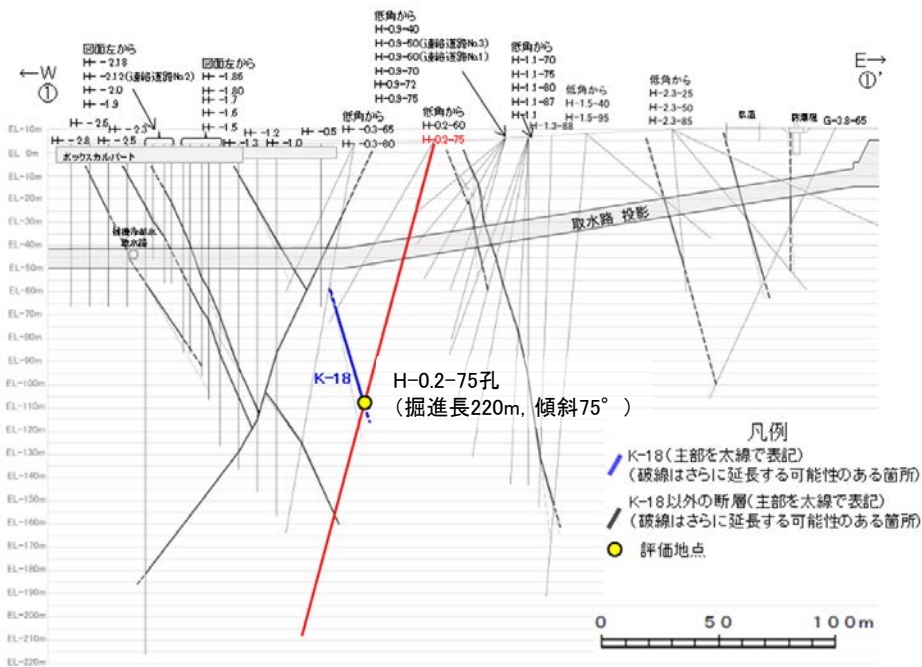 ←W
①
図面左から
H- -2.18
H- -2.12(連絡道路No.2)
H- -2.0
H- -1.9
図面左から
H- -1.86
H- -1.80
H- -1.7
H- -1.6
H- -1.5
低角から
H-0.9-40
H-0.9-50(連絡道路No.3)
H-0.9-60(連絡道路No.1)
H-0.9-70
H-0.9-72
H-0.9-75
低角から
H-1.1-70
H-1.1-75
H-1.1-80
H-1.1-87
H-1.1
H-1.3-88
低角から
H-1.5-40
H-1.5-95
低角から
H-2.3-25
H-2.3-50
H-2.3-85
E→
①'
低角から
H- -0.3-65
H- -0.3-80
低角から
H-0.2-60
H-0.2-75
G-3.8-65
H- -2.6
H- -2.3
H- -2.8
H- -2.5
H- -1.2
H- -1.3
H- -1.0
H- -0.5
ボックスカルバート
取水路
取水路 投影
EL-10m
EL 0m
EL-10m
EL-20m
EL-30m
EL-40m
EL-50m
EL-60m
EL-70m
EL-80m
EL-90m
EL-100m
EL-110m
EL-120m
EL-130m
EL-140m
EL-150m
EL-160m
EL-170m
EL-180m
EL-190m
EL-200m
EL-210m
EL-220m
K-18
H-0.2-75孔
（掘進長220m, 傾斜75°）
凡例
K-18(主部を太線で表記)
(破線はさらに延長する可能性のある箇所)
K-18以外の断層(主部を太線で表記)
(破線はさらに延長する可能性のある箇所)
評価地点
0 50 100m